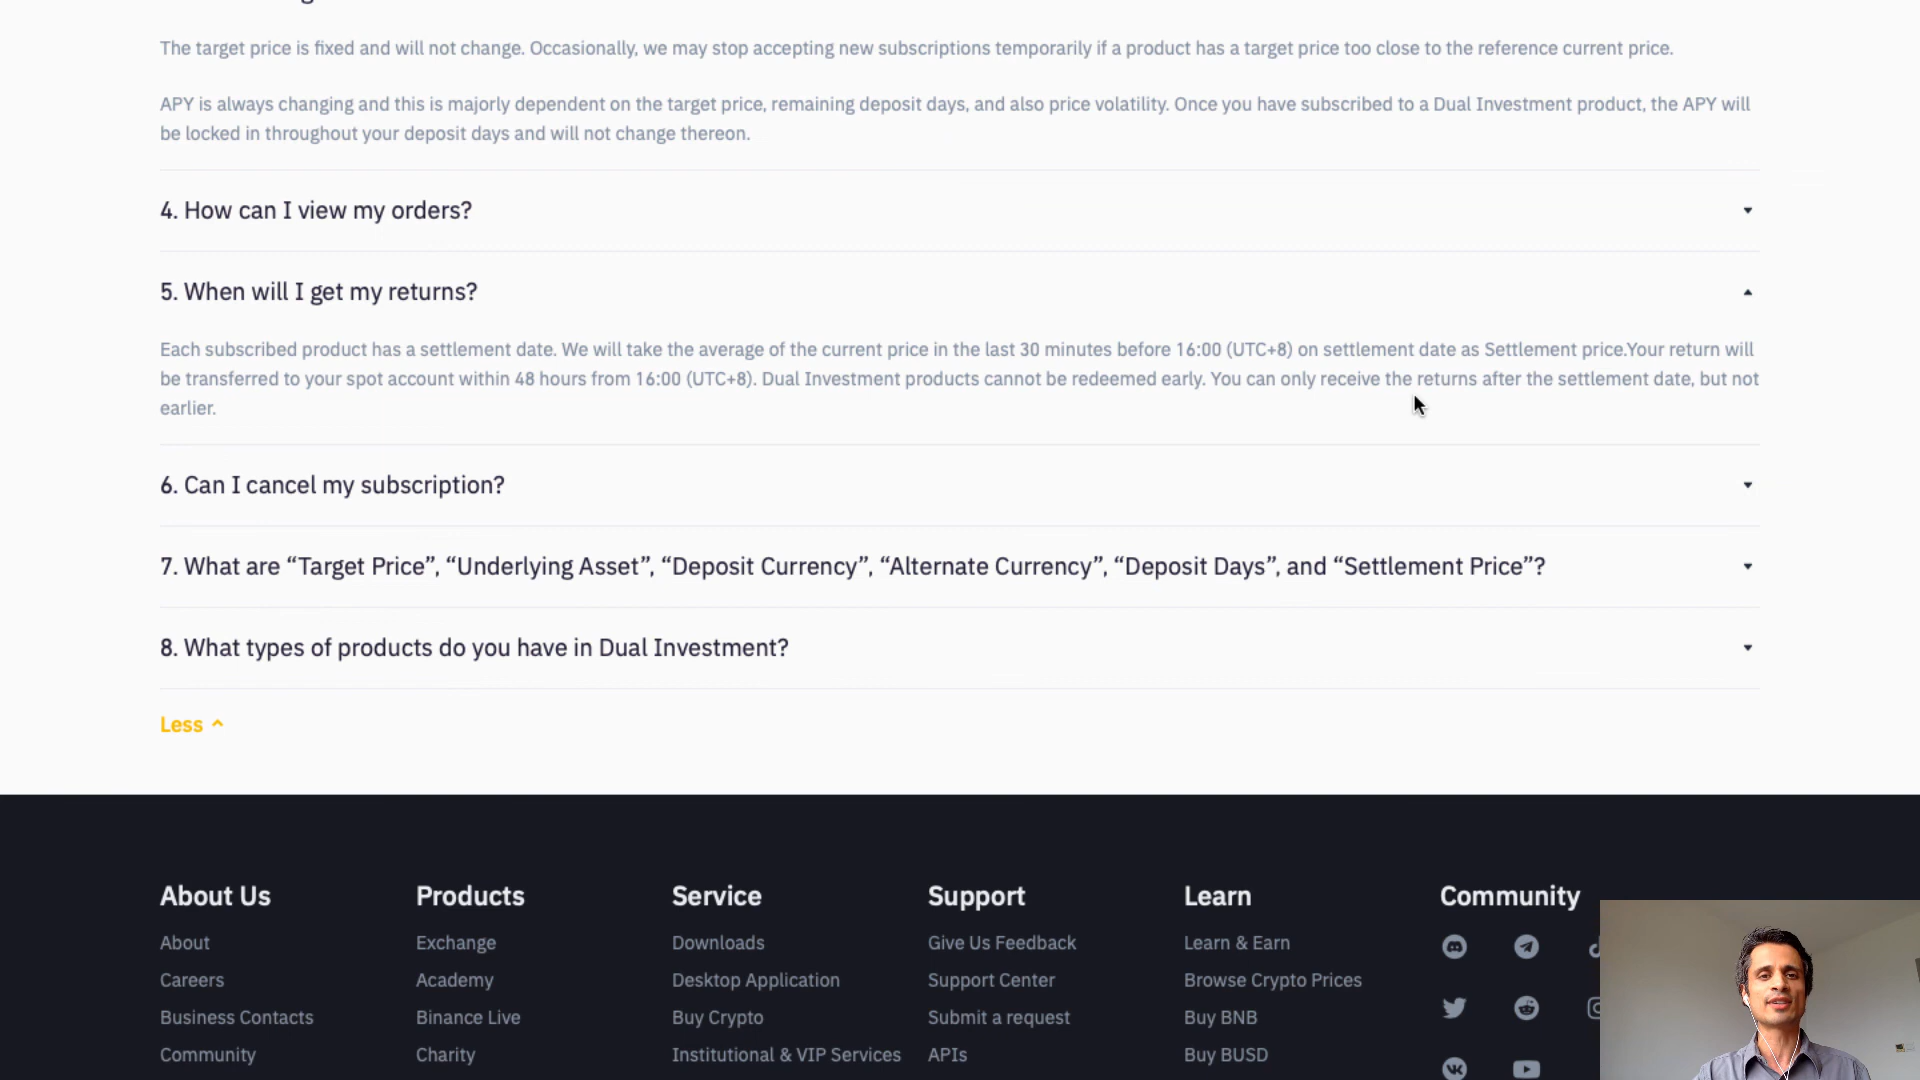 The target price is fixed and will not change. Occasionally, we may stop accepting new subscriptions temporarily if a product has a target price too close to the reference current price.
APY is always changing and this is majorly dependent on the target price, remaining deposit days, and also price volatility. Once you have subscribed to a Dual Investment product, the APY will
be locked in throughout your deposit days and will not change thereon.
4. How can I view my orders?
5. When will I get my returns?
Each subscribed product has a settlement date. We will take the average of the current price in the last 30 minutes before 16:00 (UTC+8) on settlement date as Settlement price.Your return will
be transferred to your spot account within 48 hours from 16:00 (UTC+8). Dual Investment products cannot be redeemed early. You can only receive the returns after the settlement date, but not
earlier.
6. Can I cancel my subscription?
7. What are “Target Price”, “Underlying Asset”, “Deposit Currency”, “Alternate Currency”, “Deposit Days”, and “Settlement Price”?
8. What types of products do you have in Dual Investment?
Less
About Us
About
Careers
Business Contacts
Community
Products
Exchange
Academy
Binance Live
Charity
Service
Downloads
Desktop Application
Buy Crypto
Institutional & VIP Services
Support
Give Us Feedback
Support Center
Submit a request
APIs
Learn
Learn & Earn
Browse Crypto Prices
Buy BNB
Buy BUSD
Community